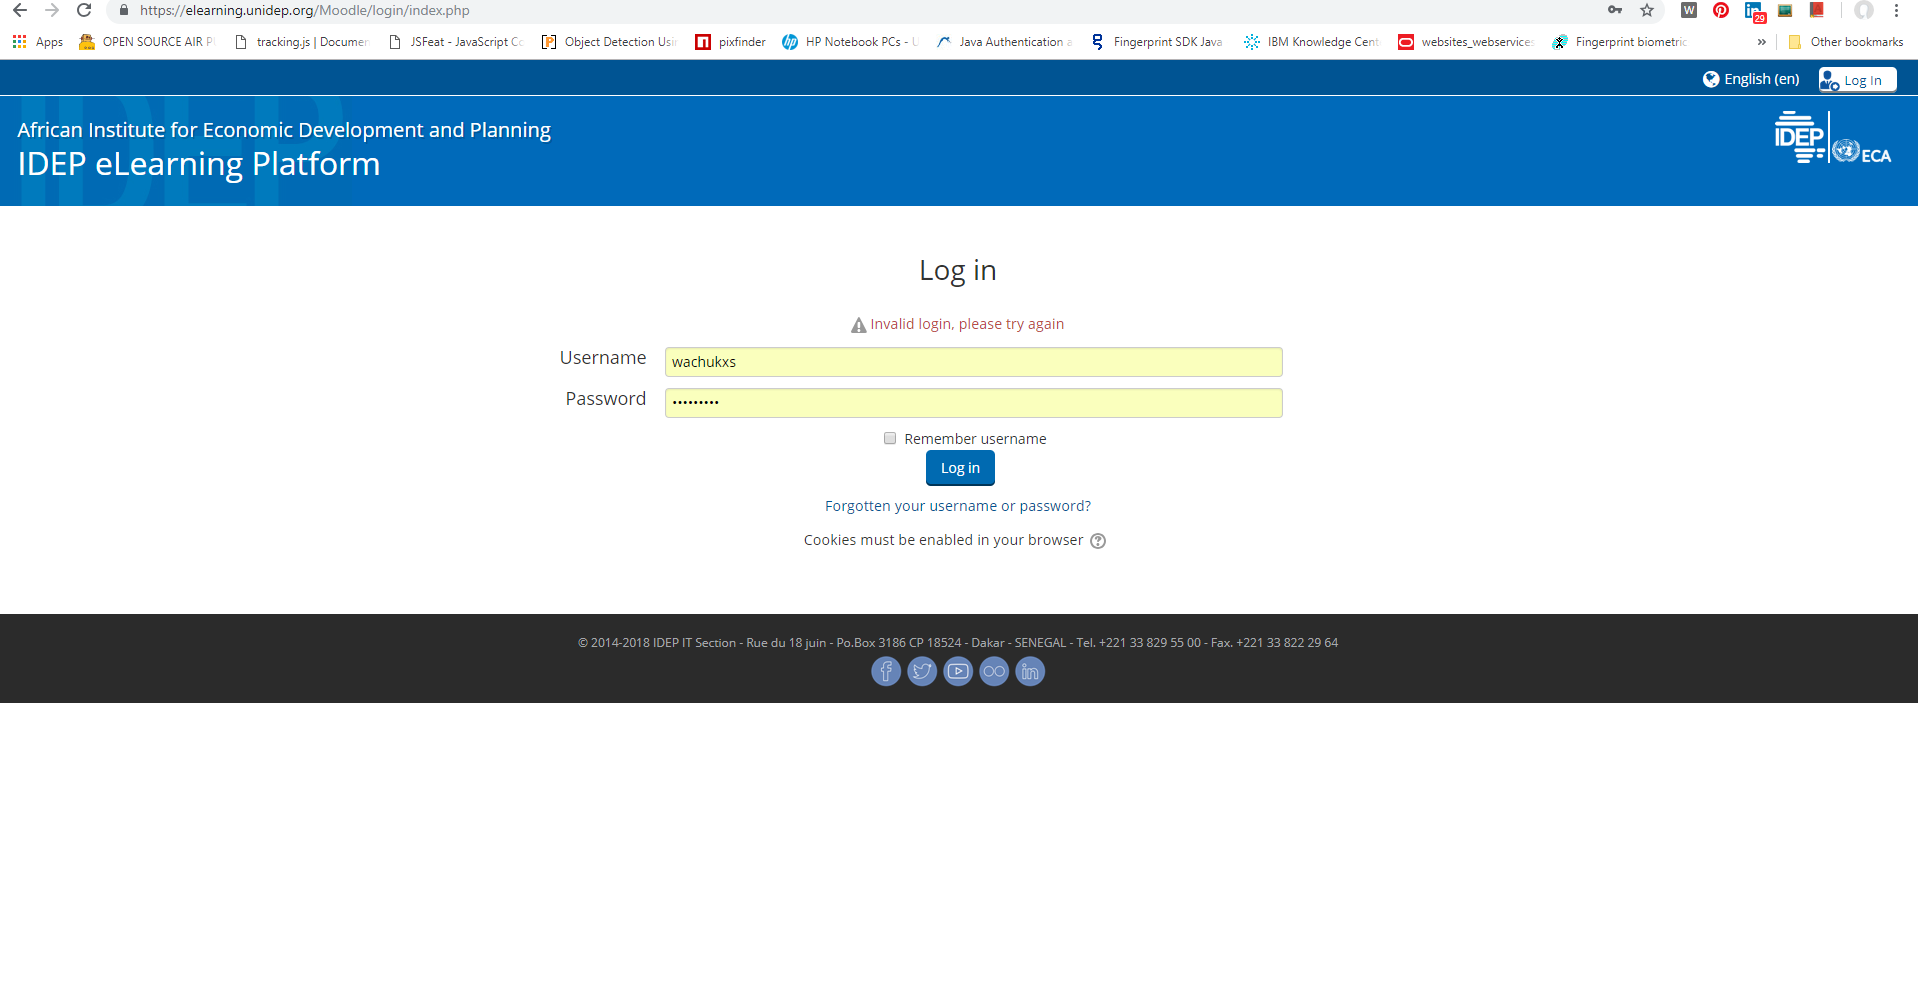 https://elearning.unidep.org/Moodle/login/index.php
W
29
Apps OPEN SOURCE AIR P tracking.js | Documen JSFeat - JavaScript Co Object Detection Usin pixfinder HP Notebook PCs - U Java Authentication a Fingerprint SDK Java IBM Knowledge Cent websites_webservices Fingerprint biometric » Other bookmarks
English (en) Log In
African Institute for Economic Development and Planning
IDEP eLearning Platform
IDEP ECA
Log in
Invalid login, please try again
Username wachukxs
Password •••••••••
Remember username
Log in
Forgotten your username or password?
Cookies must be enabled in your browser ?
© 2014-2018 IDEP IT Section - Rue du 18 juin - Po.Box 3186 CP 18524 - Dakar - SENEGAL - Tel. +221 33 829 55 00 - Fax. +221 33 822 29 64